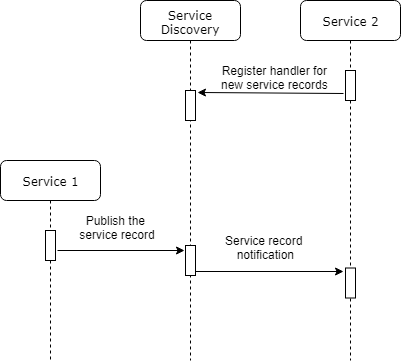 Service
Discovery
Service 2
Register handler for
new service records
Service 1
Publish the
service record
Service record
notification